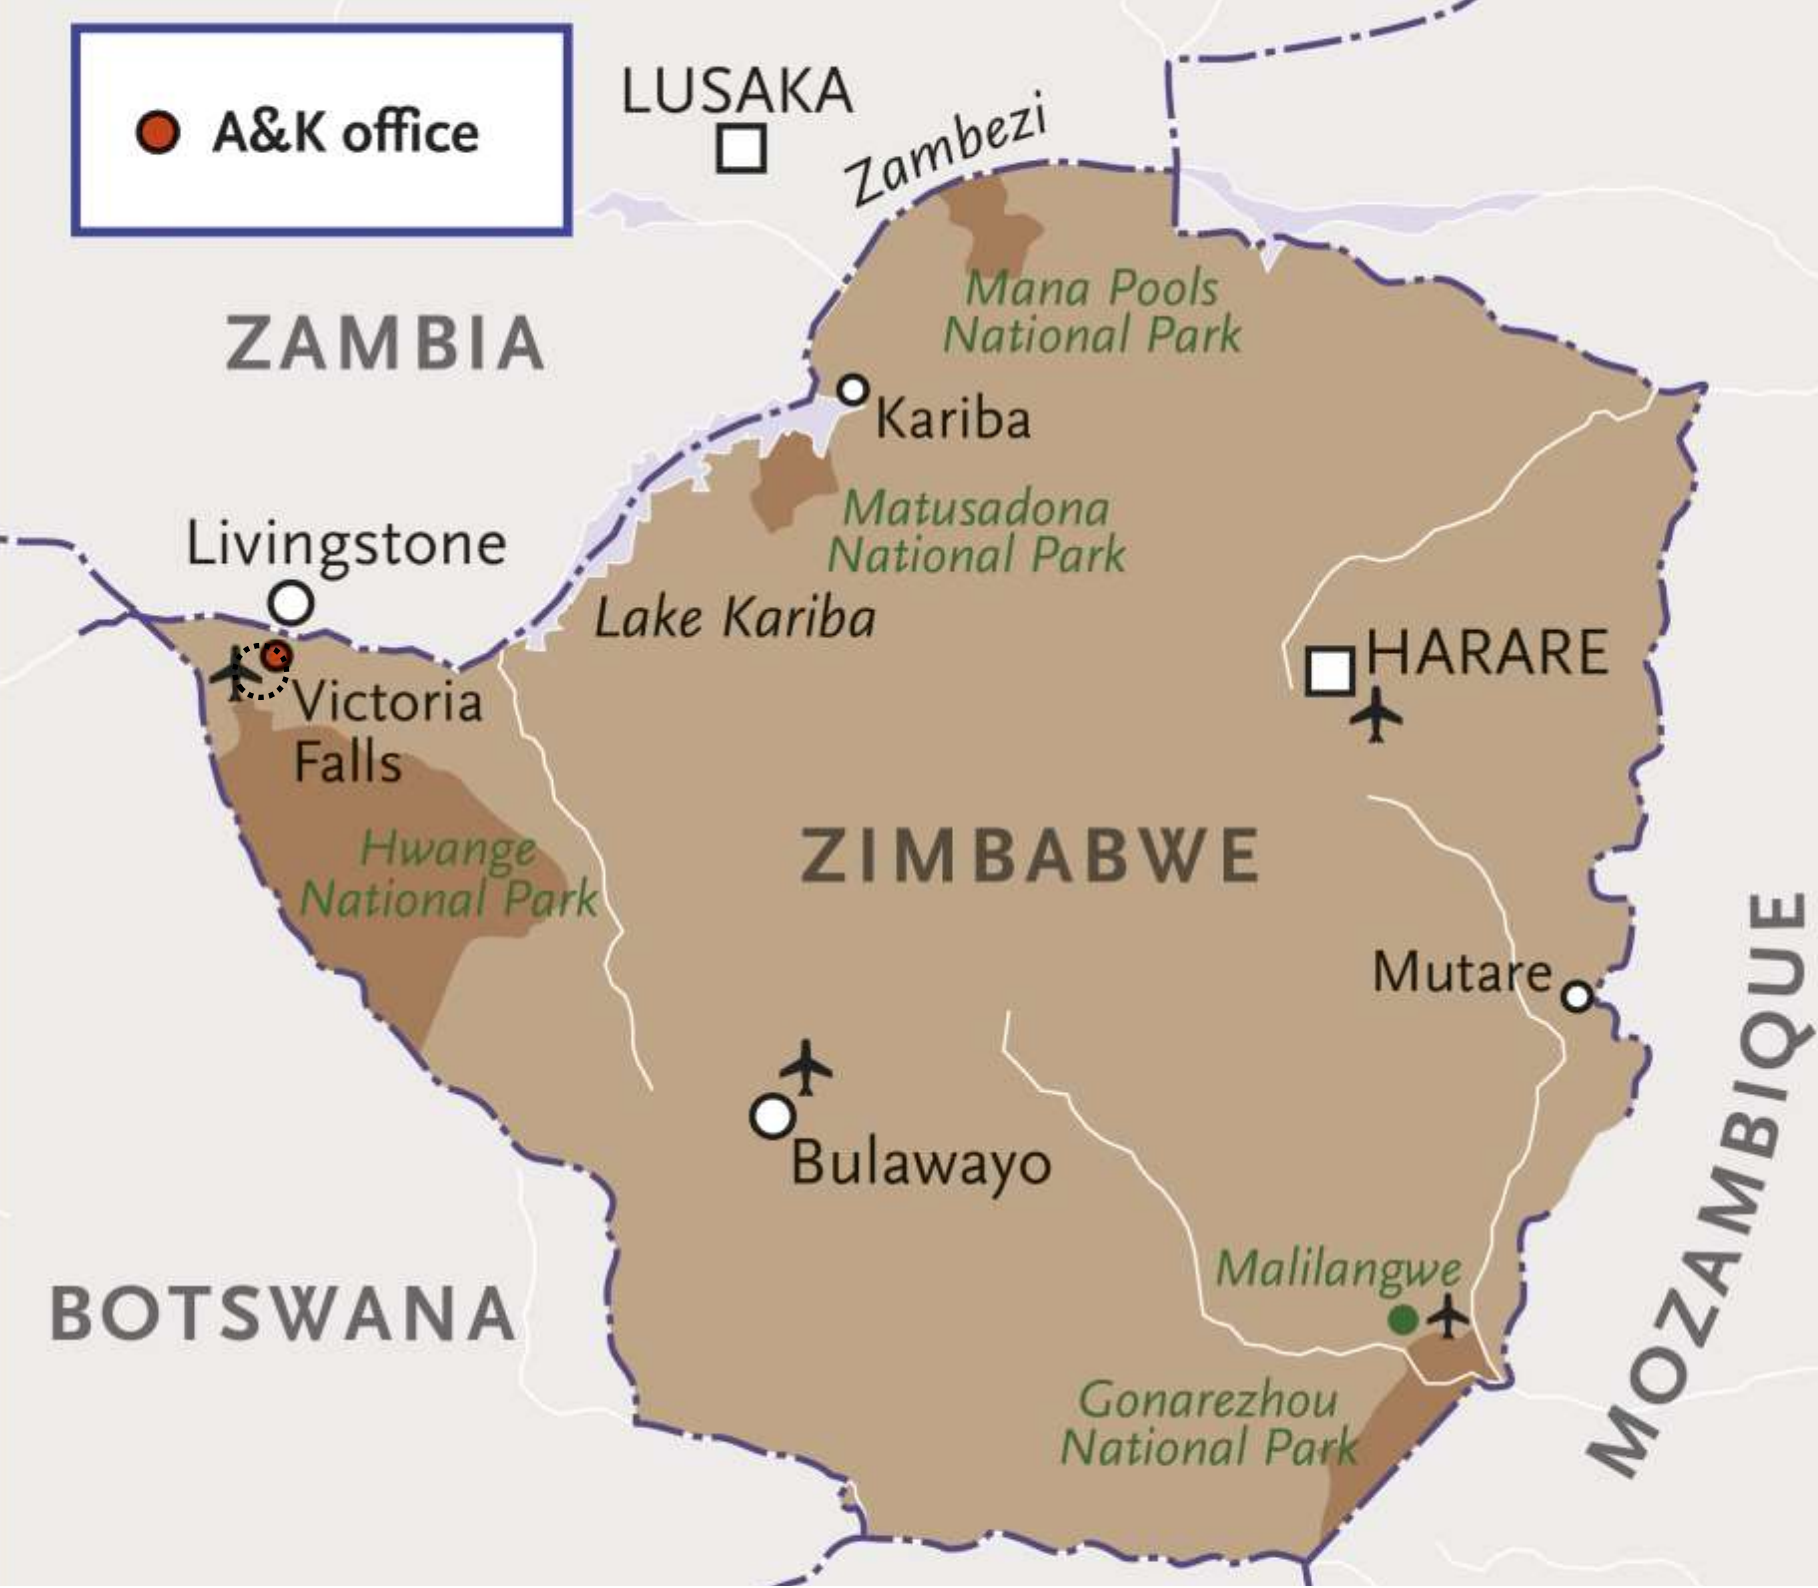 A&K office
LUSAKA
Zambezi
ZAMBIA
Mana Pools
National Park
Kariba
Matusadona
National Park
Livingstone
Lake Kariba
HARARE
Victoria
Falls
Hwange
National Park
ZIMBABWE
Mutare
MOZAMBIQUE
Bulawayo
BOTSWANA
Malilangwe
Gonarezhou
National Park